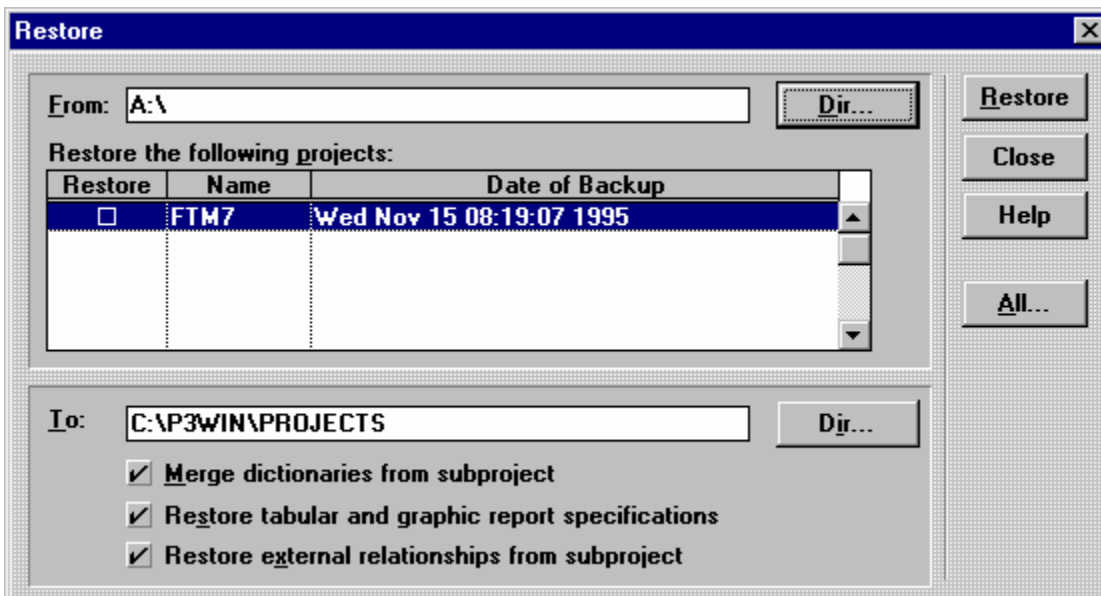 Restore
From: A:\ Dir... Restore
Restore the following projects: Close
Restore Name Date of Backup
FTM7 Wed Nov 15 08:19:07 1995 Help
All...
To: C:\P3WIN\PROJECTS Dir...
Merge dictionaries from subproject
Restore tabular and graphic report specifications
Restore external relationships from subproject